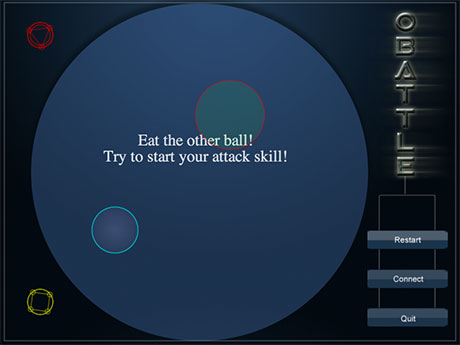 Eat the other ball!
Try to start your attack skill!
OBATTLE
Restart
Connect
Quit